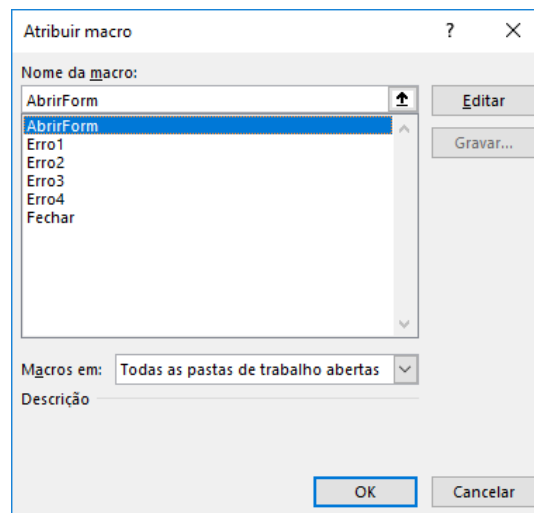 Atribuir macro ? ×
Nome da macro:
AbrirForm
Editar
AbrirForm
Gravar...
Erro1
Erro2
Erro3
Erro4
Fechar
Macros em: Todas as pastas de trabalho abertas
Descrição
OK Cancelar